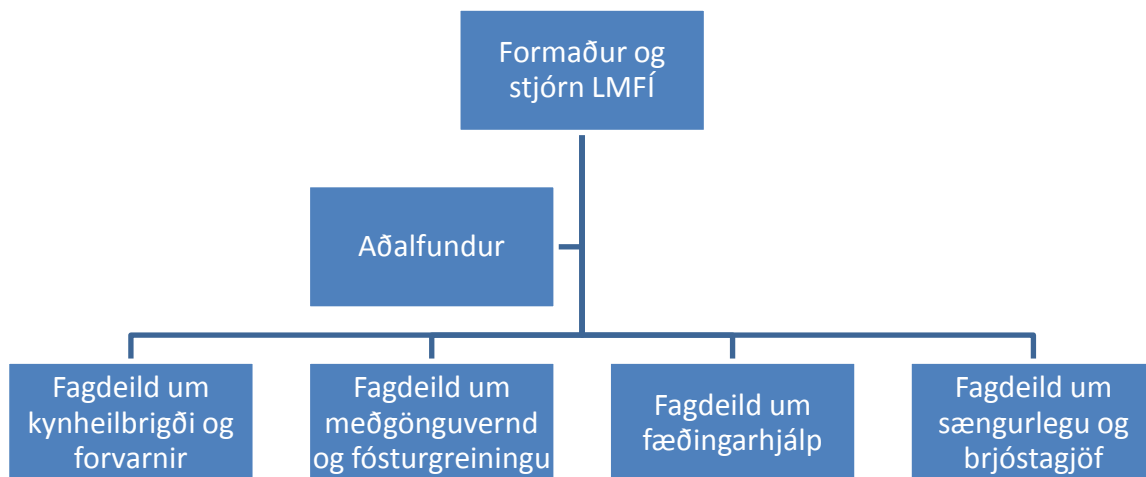 Formaður og
stjórn LMFÍ
Aðalfundur
Fagdeild um
kynheilbrigði og
forvarnir
Fagdeild um
meðgönguvernd
og fósturgreiningu
Fagdeild um
fæðingarhjálp
Fagdeild um
sængurlegu og
brjóstagjöf